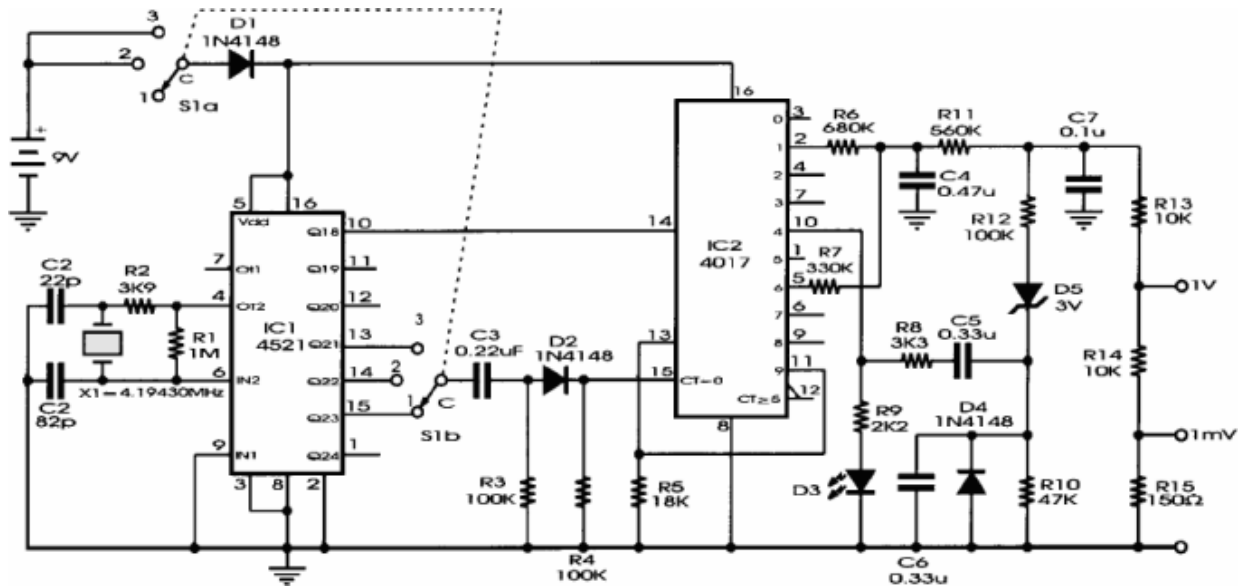 3
2
1
C
S1a
D1
1N4148
+
9V
5
16
Vdd
IC1
4521
7
OT1
4
OT2
6
IN2
9
IN1
3
8
2
Q18
10
Q19
11
Q20
12
Q21
13
Q22
14
Q23
15
Q24
1
C2
22p
R2
3K9
R1
1M
X1=4.19430MHz
C2
82p
3
2
1
C
S1b
C3
0.22uF
D2
1N4148
R3
100K
R4
100K
R5
18K
16
IC2
4017
14
13
15
CT=0
8
0
3
1
2
2
4
3
7
4
10
5
1
6
5
7
6
8
9
9
11
CT≥5
12
R6
680K
R7
330K
R11
560K
C4
0.47u
C7
0.1u
R12
100K
R13
10K
D5
3V
1V
R8
3K3
C5
0.33u
R14
10K
R9
2K2
D4
1N4148
1mV
D3
R10
47K
R15
150Ω
C6
0.33u